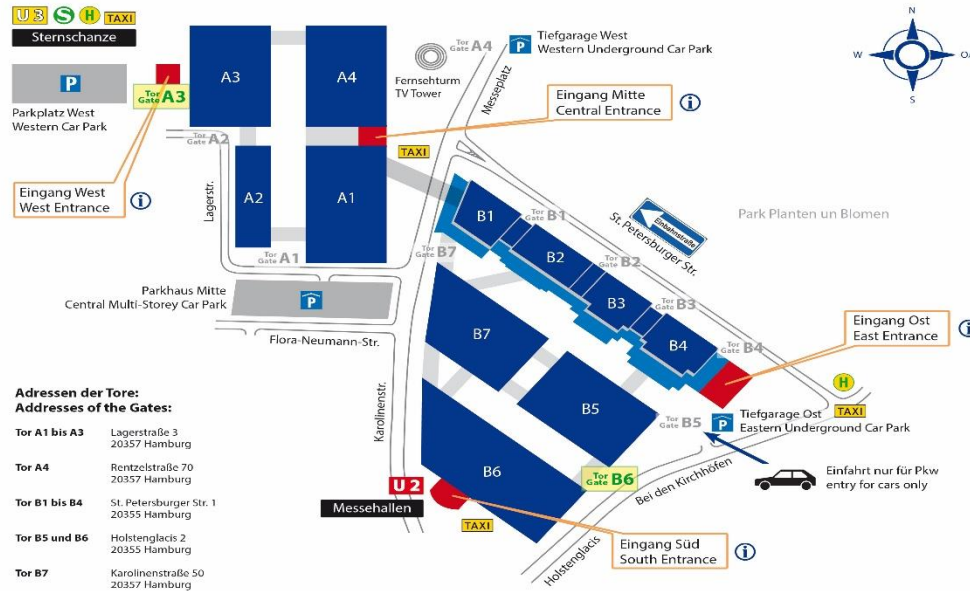 U3 S H TAXI
Sternschanze
P
Parkplatz West
Western Car Park
Tor
Gate A3
Eingang West
West Entrance
i
A3
A4
Tor
Gate A2
A2
A1
Lagerstr.
Tor
Gate A1
Fernsehturm
TV Tower
Tor
Gate A4
P
Tiefgarage West
Western Underground Car Park
Messeplatz
Eingang Mitte
Central Entrance
i
TAXI
N
W
O
S
Parkhaus Mitte
Central Multi-Storey Car Park
P
Flora-Neumann-Str.
Karolinenstr.
Tor
Gate B7
B1
Tor
Gate B1
B2
Tor
Gate B2
B3
Tor
Gate B3
B4
Tor
Gate B4
Einbahnstraße
St. Petersburger Str.
Park Planten un Blomen
Eingang Ost
East Entrance
i
H
TAXI
B7
B5
B6
Tor
Gate B5
P
Tiefgarage Ost
Eastern Underground Car Park
Bei den Kirchhöfen
Einfahrt nur für Pkw
entry for cars only
Tor
Gate B6
Holstenglacis
U2
Messehallen
TAXI
Eingang Süd
South Entrance
i
Adressen der Tore:
Addresses of the Gates:
Tor A1 bis A3 Lagerstraße 3
20357 Hamburg
Tor A4 Rentzelstraße 70
20357 Hamburg
Tor B1 bis B4 St. Petersburger Str. 1
20355 Hamburg
Tor B5 und B6 Holstenglacis 2
20355 Hamburg
Tor B7 Karolinenstraße 50
20357 Hamburg